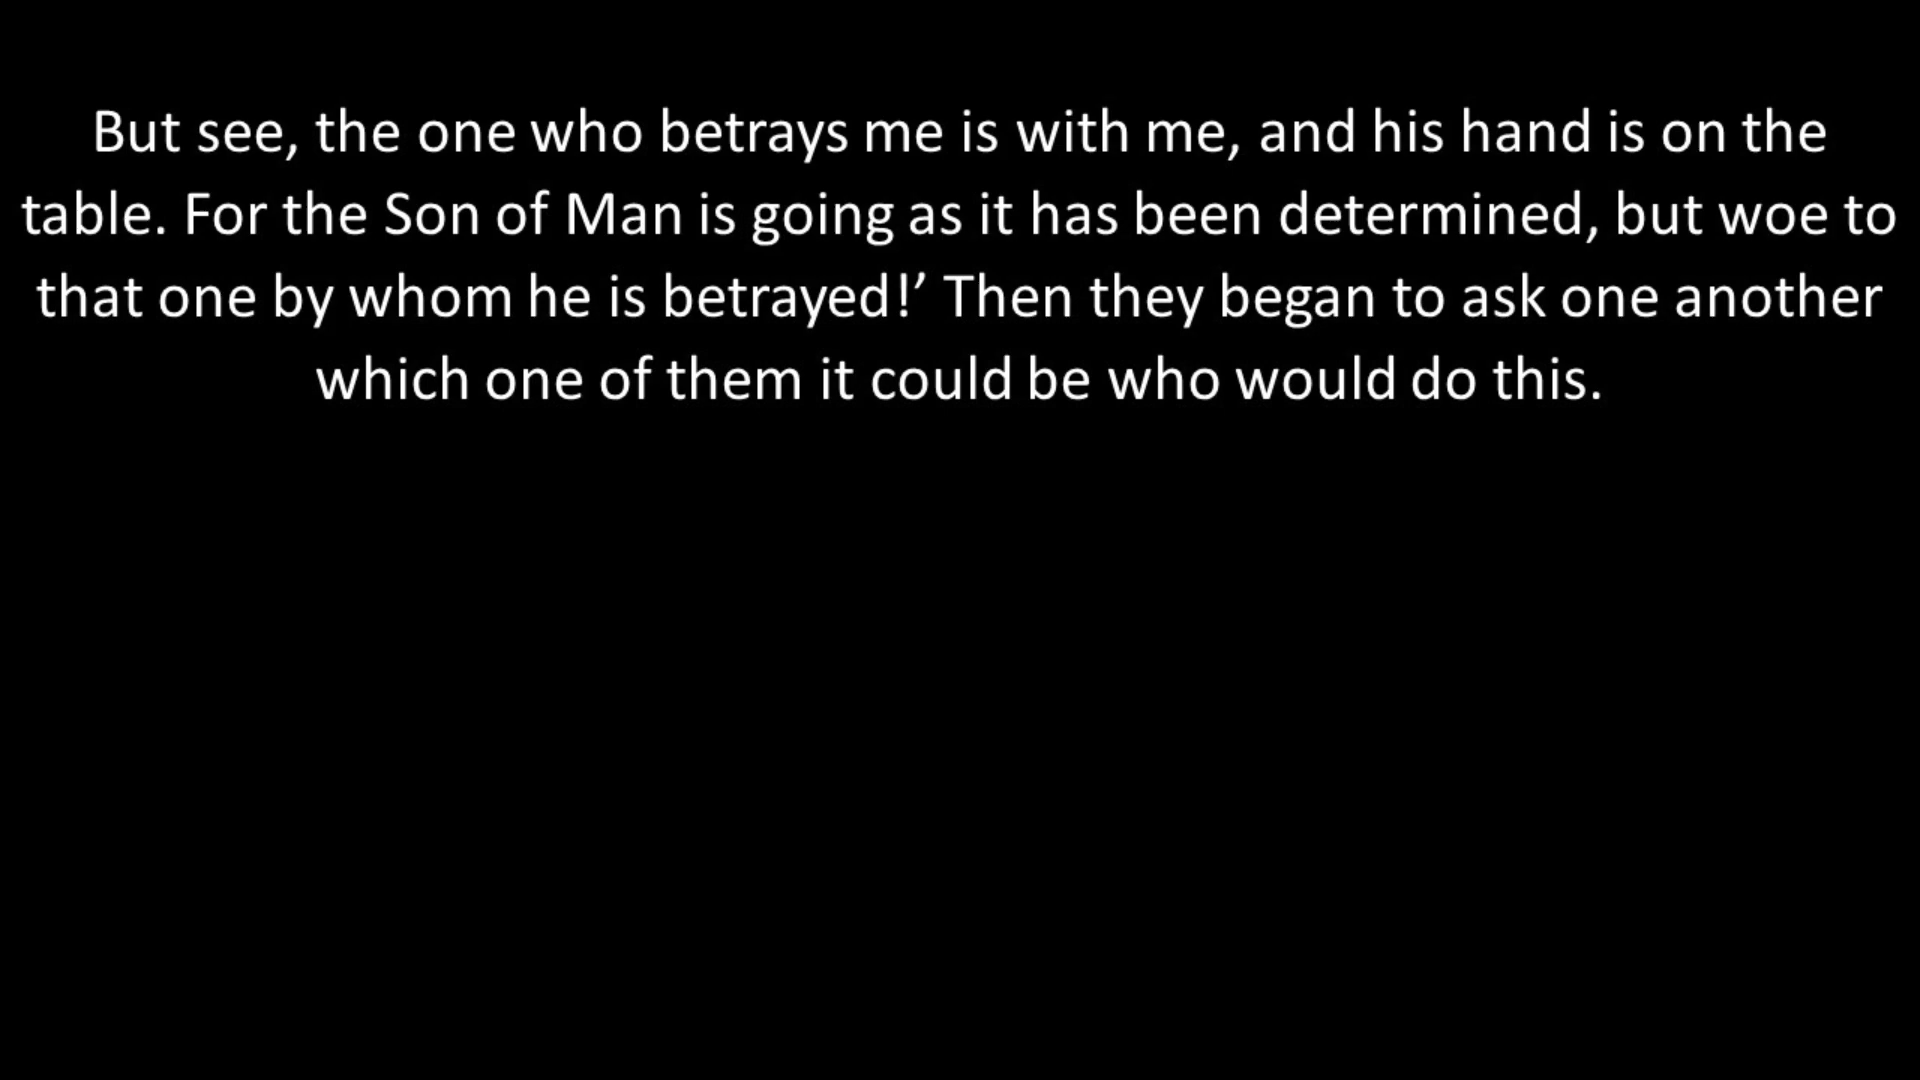 But see, the one who betrays me is with me, and his hand is on the
table. For the Son of Man is going as it has been determined, but woe to
that one by whom he is betrayed!’ Then they began to ask one another
which one of them it could be who would do this.